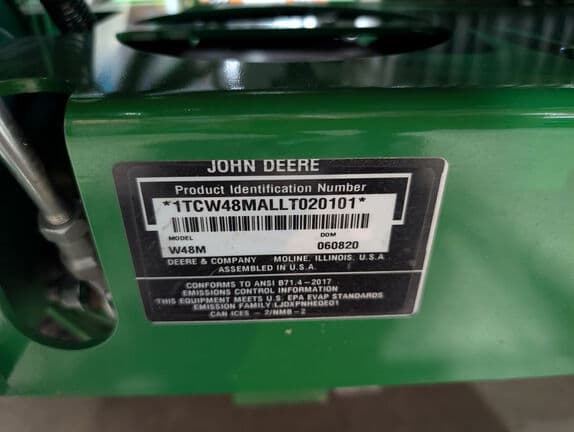 JOHN DEERE
Product Identification Number
*1TCW48MALLT020101*
MODEL DOM
W48M 060820
DEERE & COMPANY MOLINE, ILLINOIS, U.S.A
ASSEMBLED IN U.S.A.
CONFORMS TO ANSI B71.4-2017
EMISSIONS CONTROL INFORMATION
THIS EQUIPMENT MEETS U.S. EPA EVAP STANDARDS
EMISSION FAMILY:LJDXPNHEQEQ1
CAN ICES - 2/NMB-2